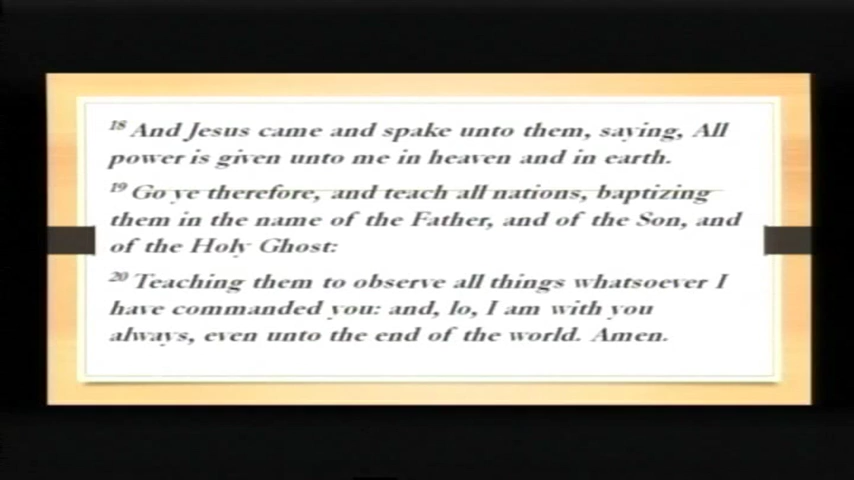 18 And Jesus came and spake unto them, saying, All
power is given unto me in heaven and in earth.
19 Go ye therefore, and teach all nations, baptizing
them in the name of the Father, and of the Son, and
of the Holy Ghost:
20 Teaching them to observe all things whatsoever I
have commanded you: and, lo, I am with you
always, even unto the end of the world. Amen.